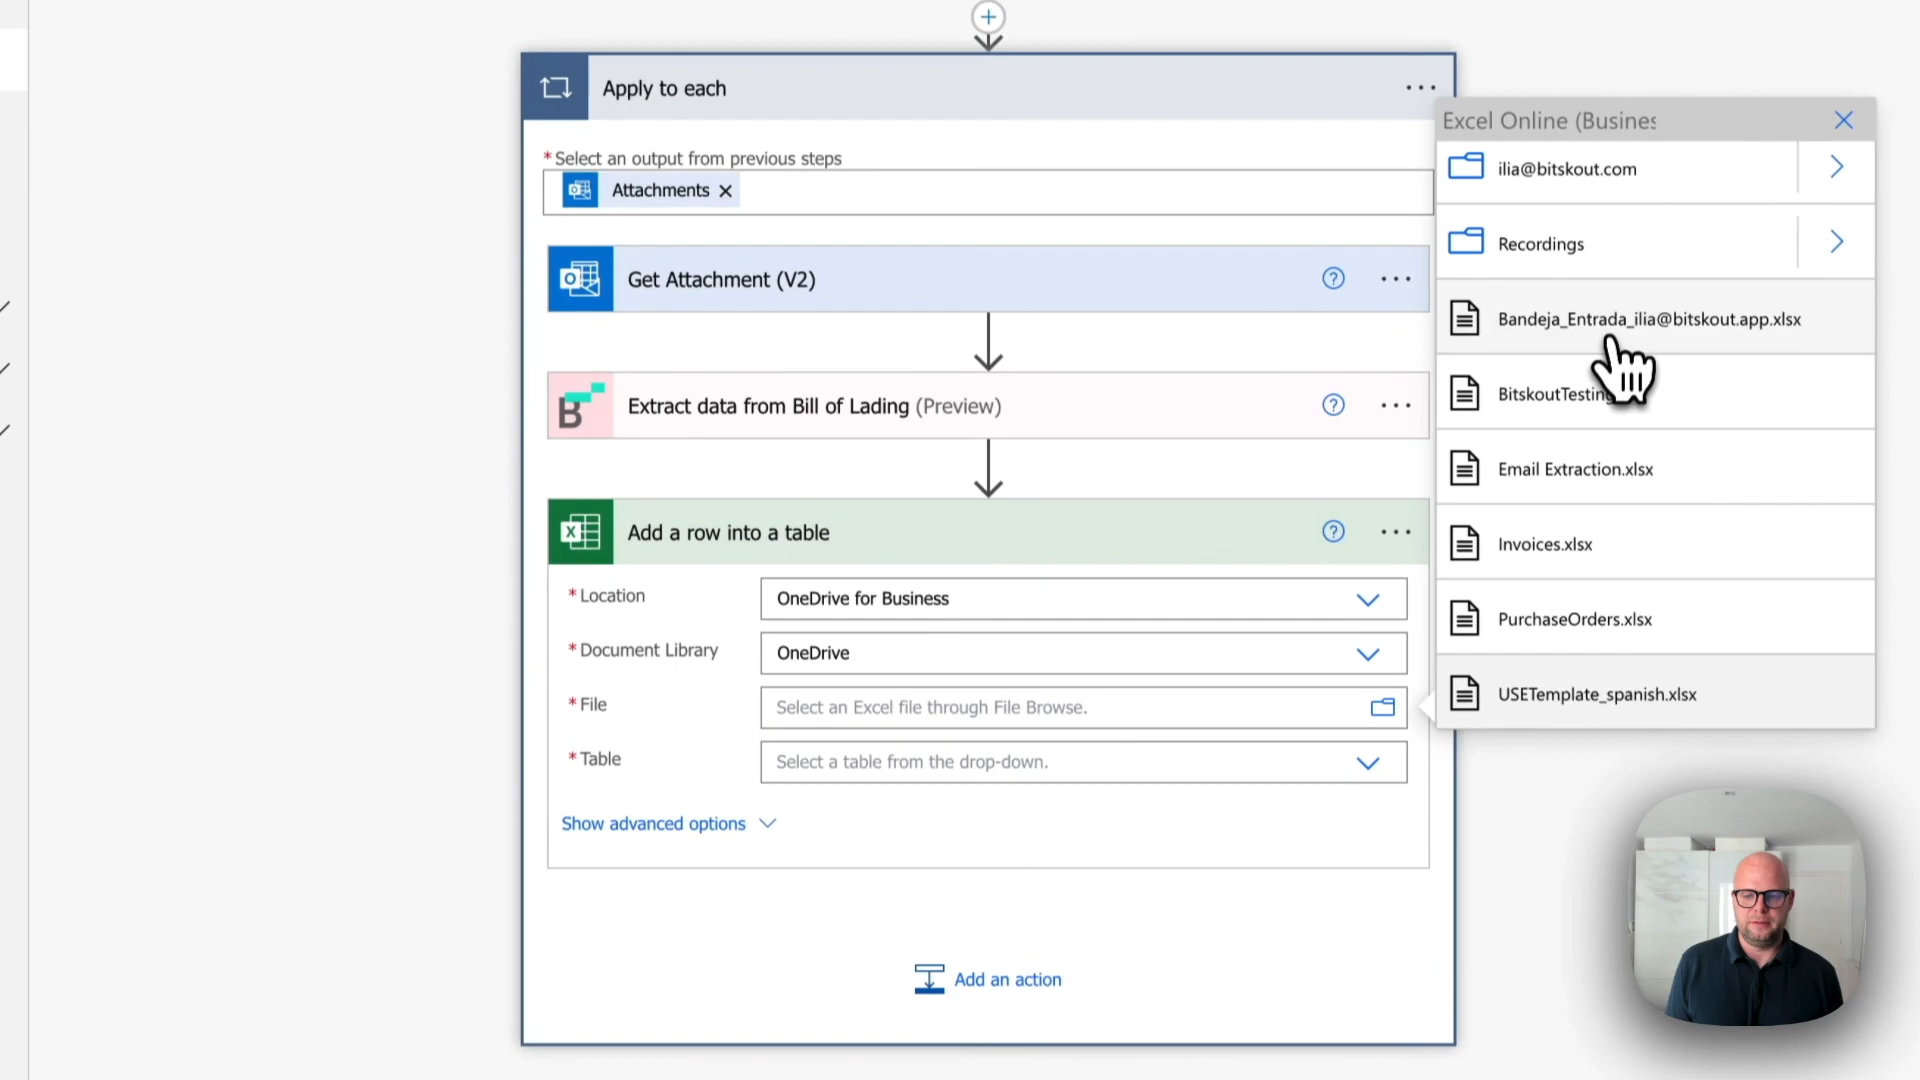 Apply to each
* Select an output from previous steps
Attachments
Get Attachment (V2)
Extract data from Bill of Lading (Preview)
Add a row into a table
* Location
OneDrive for Business
* Document Library
OneDrive
* File
Select an Excel file through File Browse.
* Table
Select a table from the drop-down.
Show advanced options
Add an action
Excel Online (Busines
ilia@bitskout.com
Recordings
Bandeja_Entrada_ilia@bitskout.app.xlsx
BitskoutTesting
Email Extraction.xlsx
Invoices.xlsx
PurchaseOrders.xlsx
USETemplate_spanish.xlsx